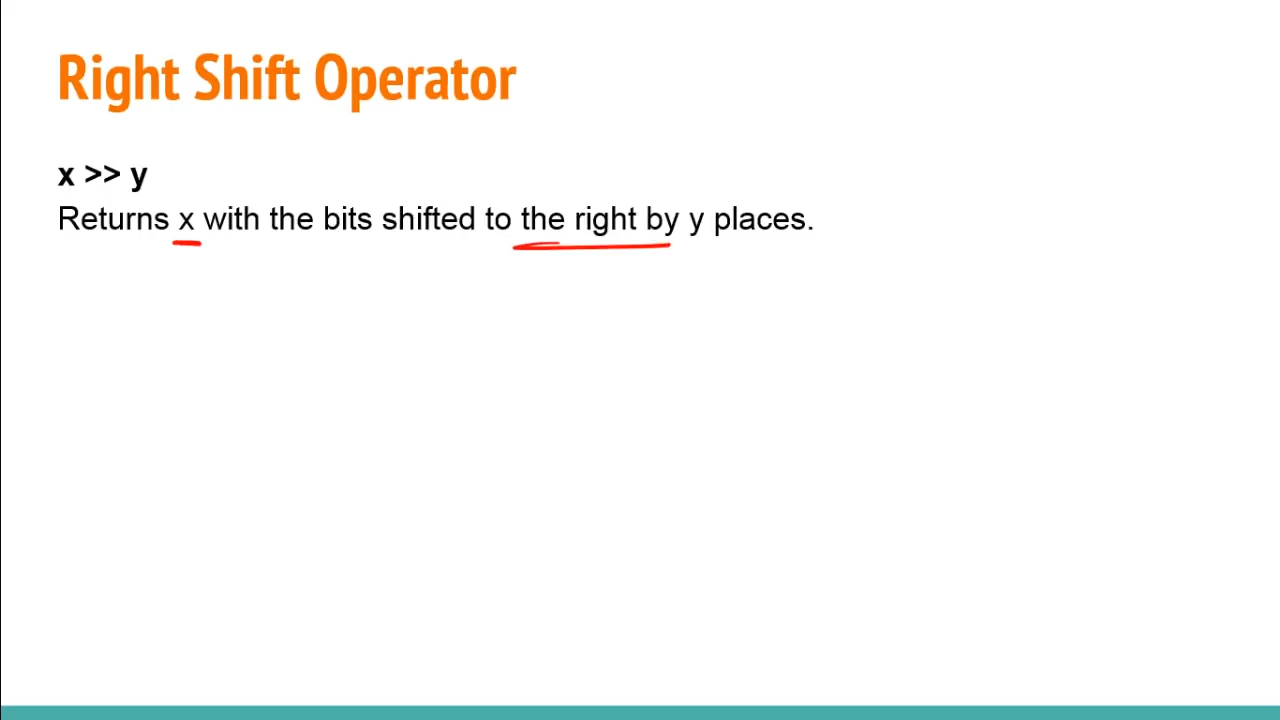 Right Shift Operator
x >> y
Returns x with the bits shifted to the right by y places.